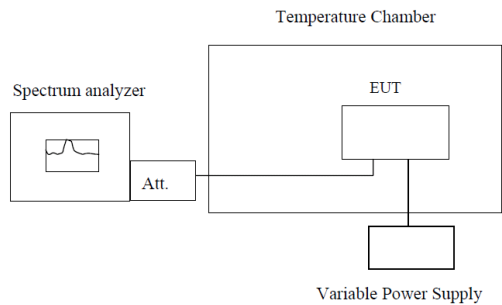 Temperature Chamber
Spectrum analyzer
EUT
Att.
Variable Power Supply